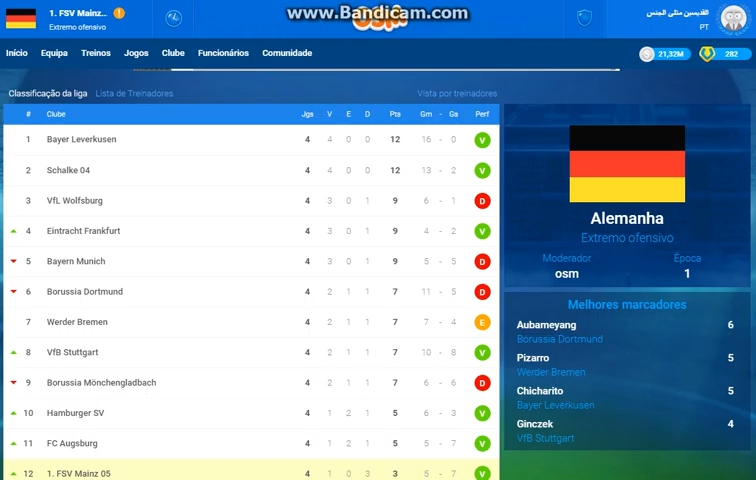 1. FSV Mainz...
Extremo ofensivo
www.Bandicam.com
القديسين مثلى الجنس
PT
Início Equipa Treinos Jogos Clube Funcionários Comunidade
21,32M 282
Classificação da liga Lista de Treinadores Vista por treinadores
# Clube Jgs V E D Pts Gm - Gs Perf
1 Bayer Leverkusen 4 4 0 0 12 16 - 0 V
2 Schalke 04 4 4 0 0 12 13 - 2 V
3 VfL Wolfsburg 4 3 0 1 9 6 - 1 D
4 Eintracht Frankfurt 4 3 0 1 9 4 - 2 V
5 Bayern Munich 4 3 0 1 9 5 - 5 D
6 Borussia Dortmund 4 2 1 1 7 11 - 5 D
7 Werder Bremen 4 2 1 1 7 7 - 4 E
8 VfB Stuttgart 4 2 1 1 7 10 - 8 V
9 Borussia Mönchengladbach 4 2 1 1 7 6 - 6 D
10 Hamburger SV 4 1 2 1 5 6 - 3 V
11 FC Augsburg 4 1 2 1 5 5 - 7 V
12 1. FSV Mainz 05 4 1 0 3 3 5 - 7 V
Alemanha
Extremo ofensivo
Moderador Época
osm 1
Melhores marcadores
Aubameyang 6
Borussia Dortmund
Pizarro 5
Werder Bremen
Chicharito 5
Bayer Leverkusen
Ginczek 4
VfB Stuttgart